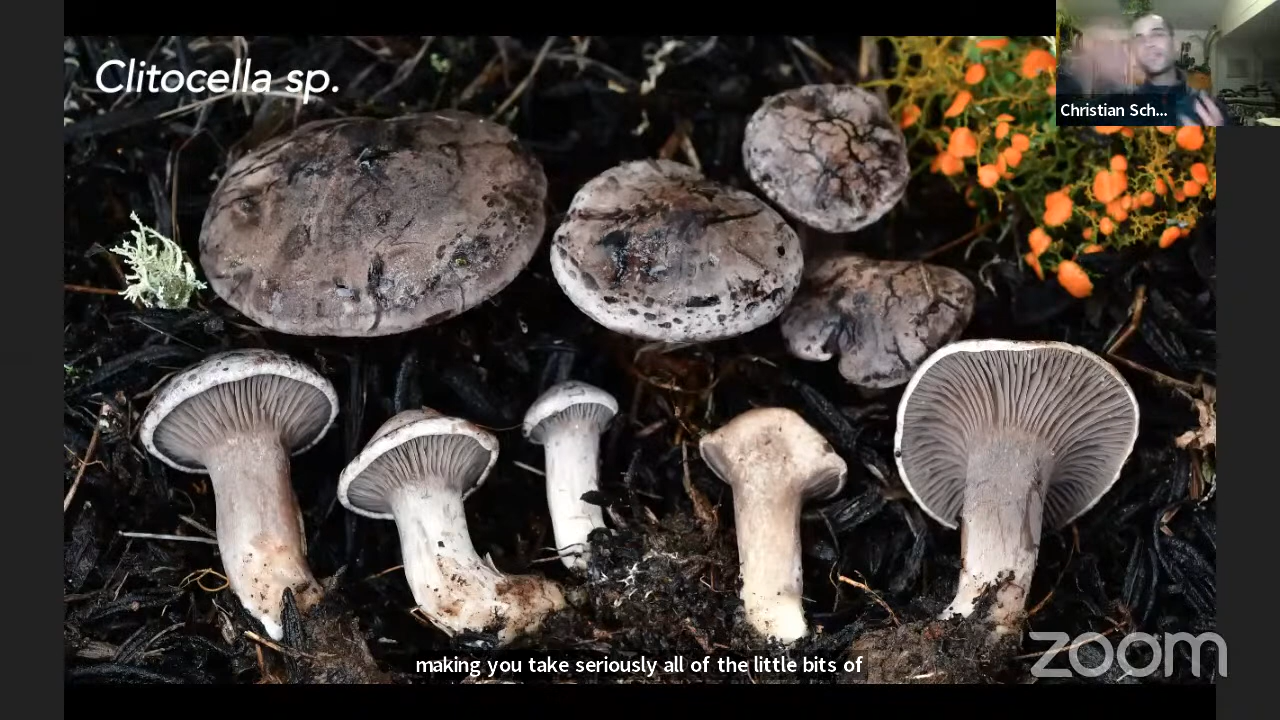 Clitocella sp.
Christian Sch...
making you take seriously all of the little bits of
zoom